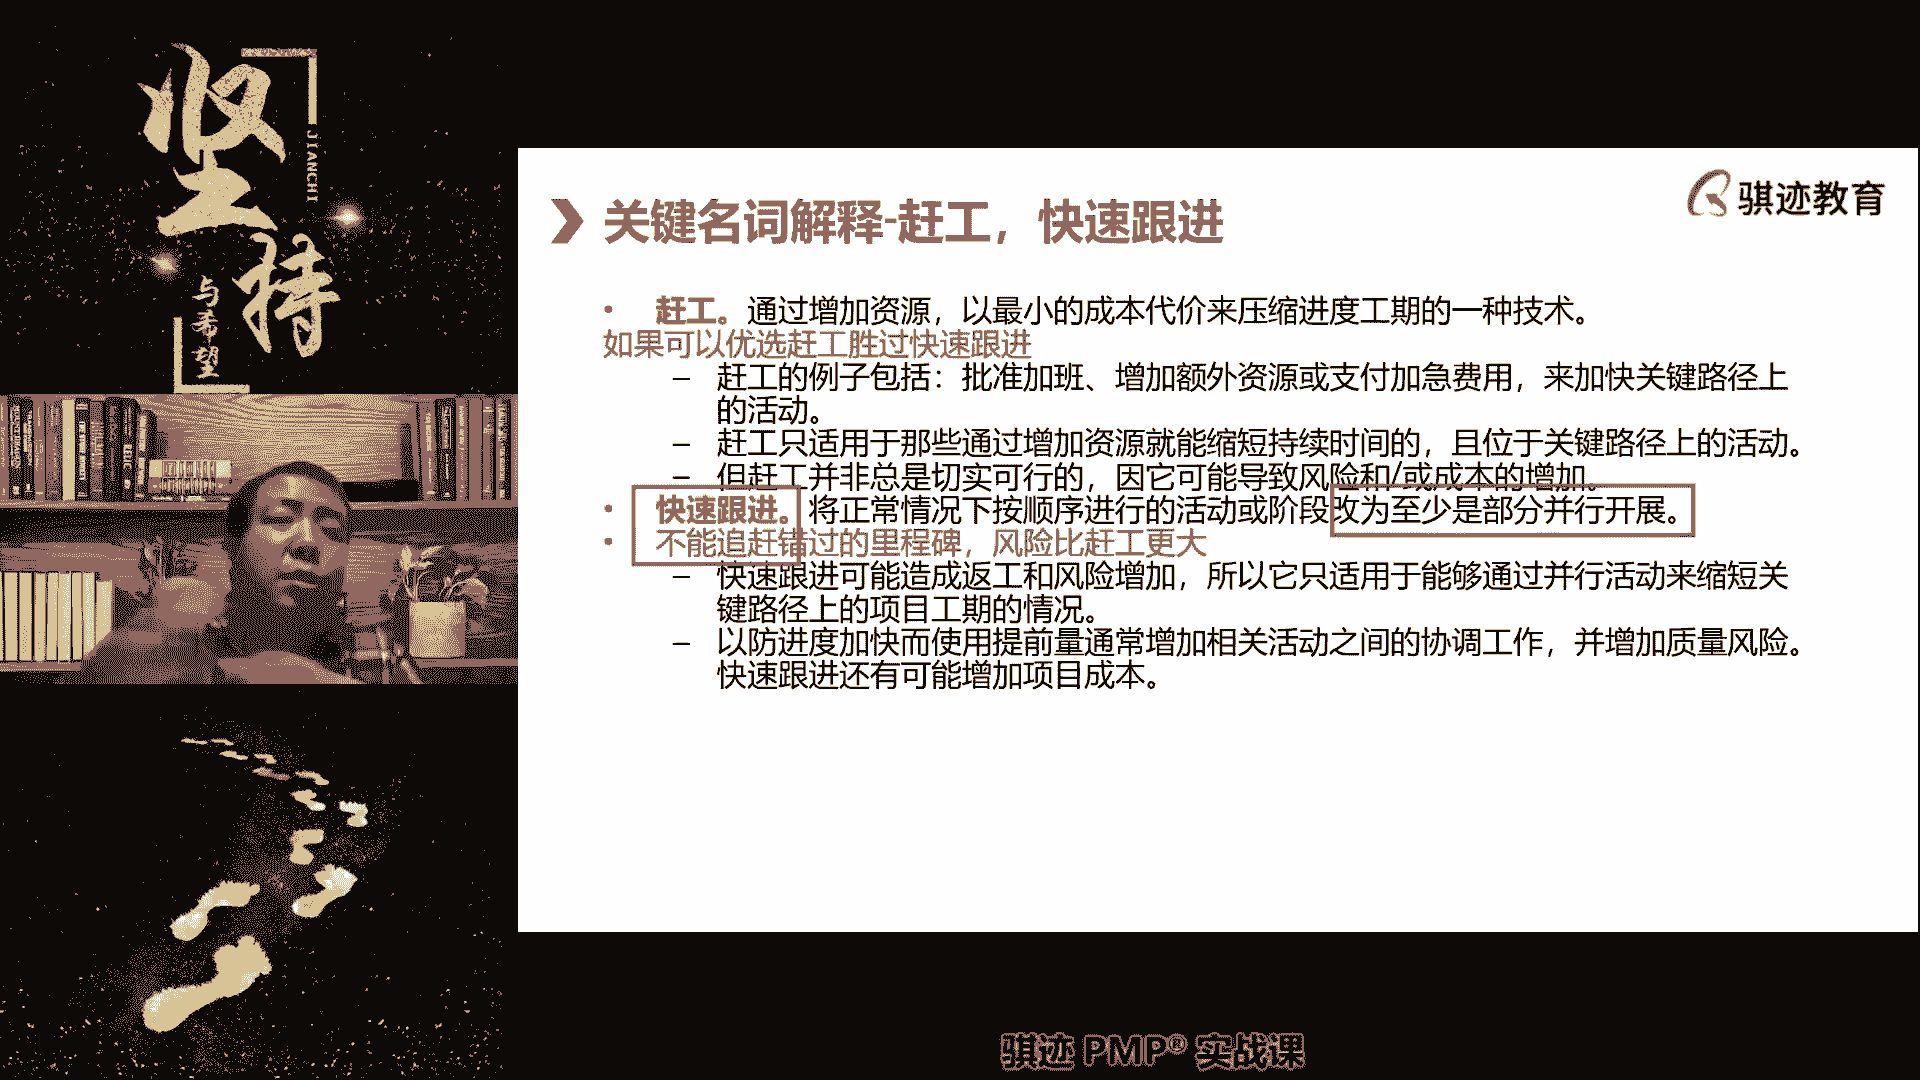 坚持
JIANCHI
与希望
骐迹教育
关键名词解释-赶工，快速跟进
• 赶工。通过增加资源，以最小的成本代价来压缩进度工期的一种技术。
如果可以优选赶工胜过快速跟进
– 赶工的例子包括：批准加班、增加额外资源或支付加急费用，来加快关键路径上
的活动。
– 赶工只适用于那些通过增加资源就能缩短持续时间的，且位于关键路径上的活动。
– 但赶工并非总是切实可行的，因它可能导致风险和/或成本的增加。
• 快速跟进。将正常情况下按顺序进行的活动或阶段改为至少是部分并行开展。
• 不能追赶错过的里程碑，风险比赶工更大
– 快速跟进可能造成返工和风险增加，所以它只适用于能够通过并行活动来缩短关
键路径上的项目工期的情况。
– 以防进度加快而使用提前量通常增加相关活动之间的协调工作，并增加质量风险。
快速跟进还有可能增加项目成本。
骐迹 PMP® 实战课